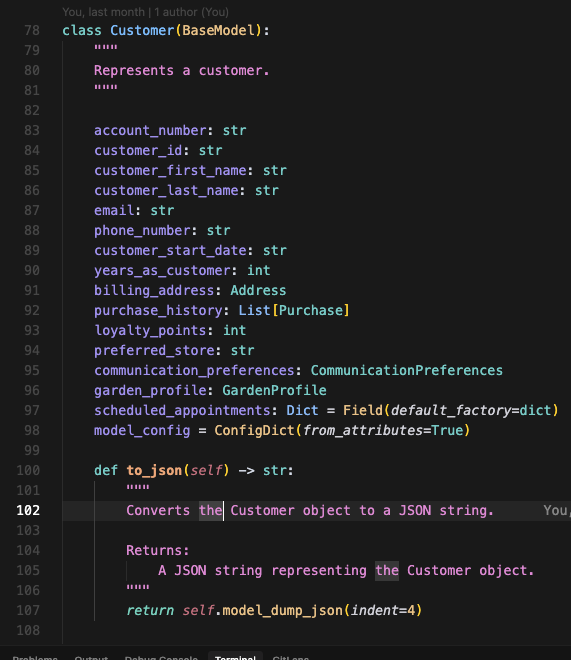 You, last month | 1 author (You)
78 class Customer(BaseModel):
79 """
80 Represents a customer.
81 """
82
83 account_number: str
84 customer_id: str
85 customer_first_name: str
86 customer_last_name: str
87 email: str
88 phone_number: str
89 customer_start_date: str
90 years_as_customer: int
91 billing_address: Address
92 purchase_history: List[Purchase]
93 loyalty_points: int
94 preferred_store: str
95 communication_preferences: CommunicationPreferences
96 garden_profile: GardenProfile
97 scheduled_appointments: Dict = Field(default_factory=dict)
98 model_config = ConfigDict(from_attributes=True)
99
100 def to_json(self) -> str:
101 """
102 Converts the Customer object to a JSON string. You,
103
104 Returns:
105 A JSON string representing the Customer object.
106 """
107 return self.model_dump_json(indent=4)
108
Problems Output Debug Console Terminal GitLens